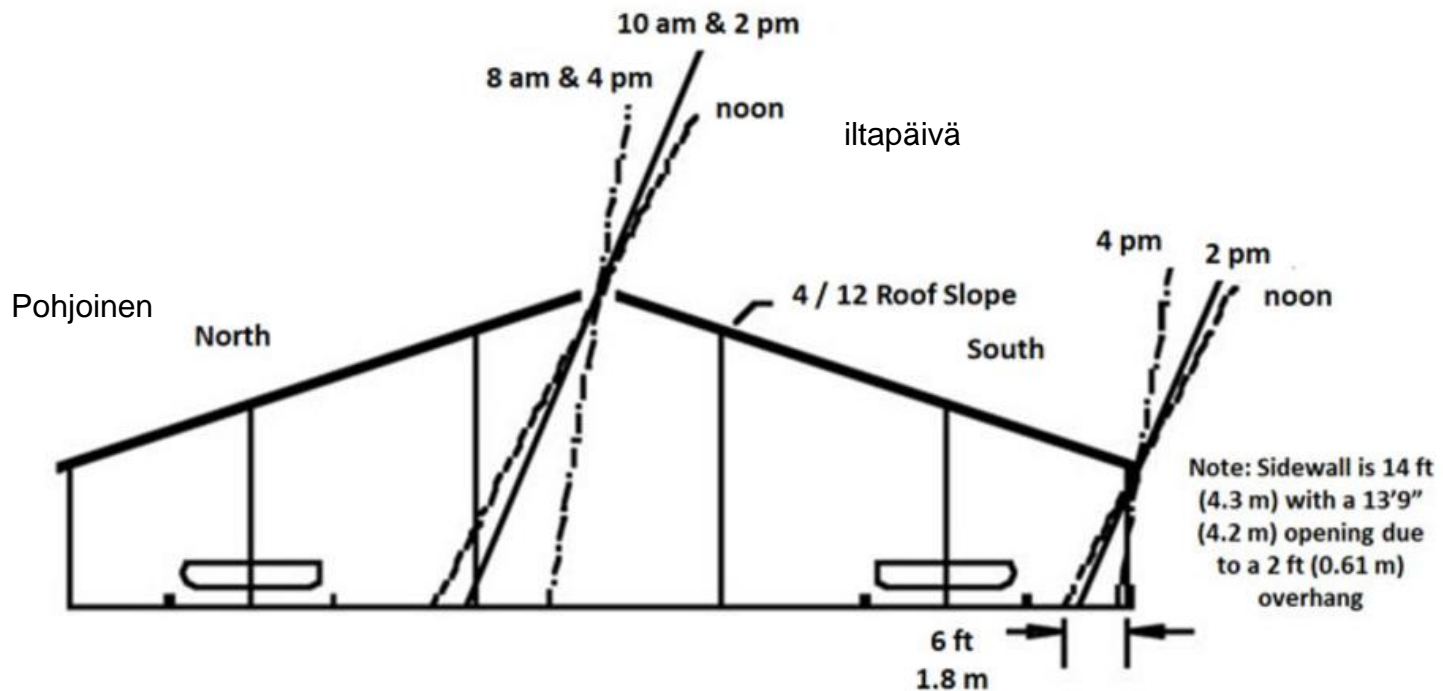 10 am & 2 pm
8 am & 4 pm
noon
iltapäivä
4 pm
2 pm
noon
Pohjoinen
North
4 / 12 Roof Slope
South
Note: Sidewall is 14 ft
(4.3 m) with a 13'9”
(4.2 m) opening due
to a 2 ft (0.61 m)
overhang
6 ft
1.8 m